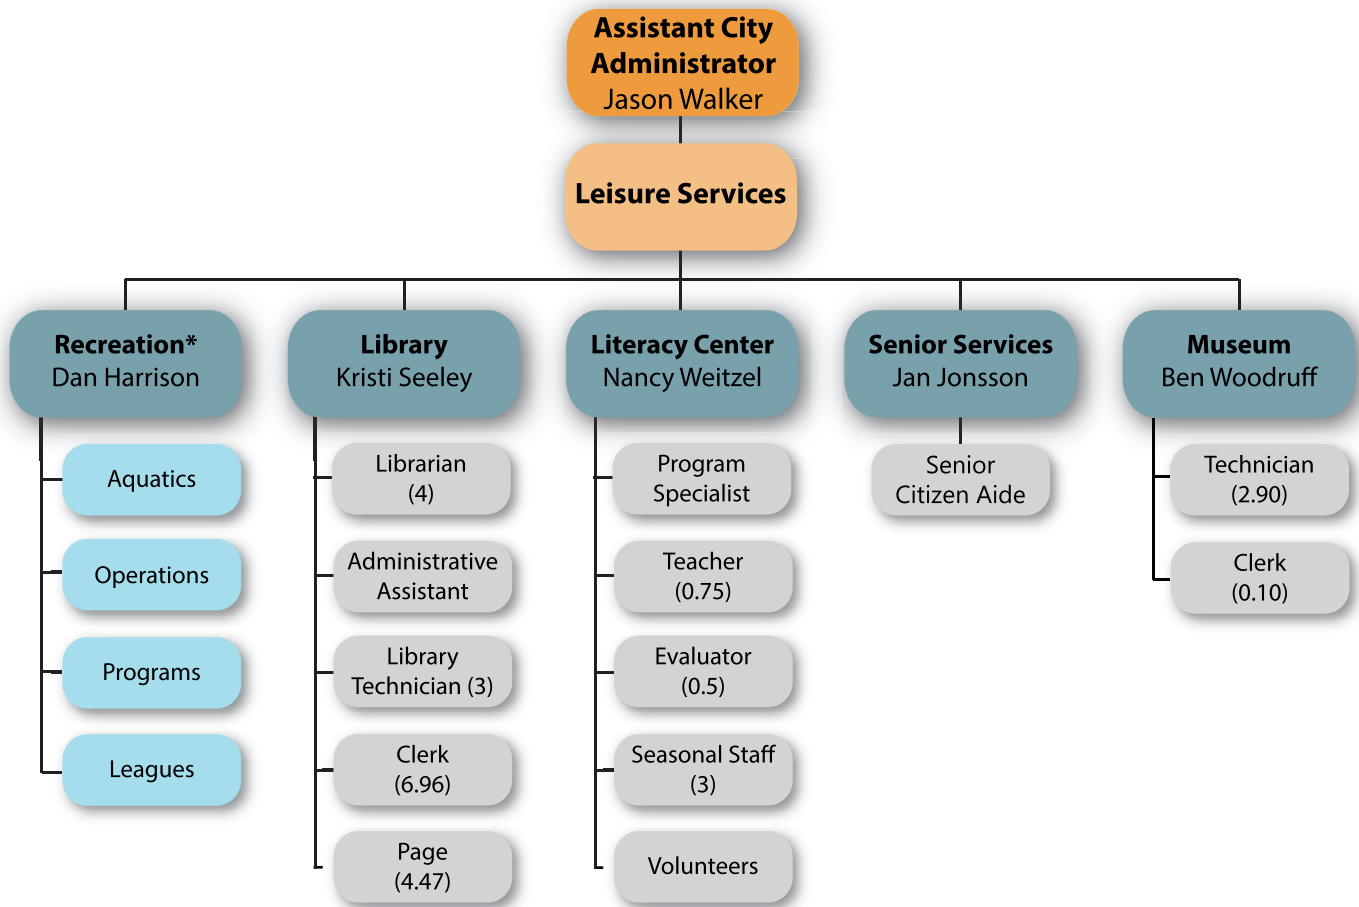 Assistant City
Administrator
Jason Walker
Leisure Services
Recreation*
Dan Harrison
Library
Kristi Seeley
Literacy Center
Nancy Weitzel
Senior Services
Jan Jonsson
Museum
Ben Woodruff
Aquatics
Operations
Programs
Leagues
Librarian
(4)
Administrative
Assistant
Library
Technician (3)
Clerk
(6.96)
Page
(4.47)
Program
Specialist
Teacher
(0.75)
Evaluator
(0.5)
Seasonal Staff
(3)
Volunteers
Senior
Citizen Aide
Technician
(2.90)
Clerk
(0.10)